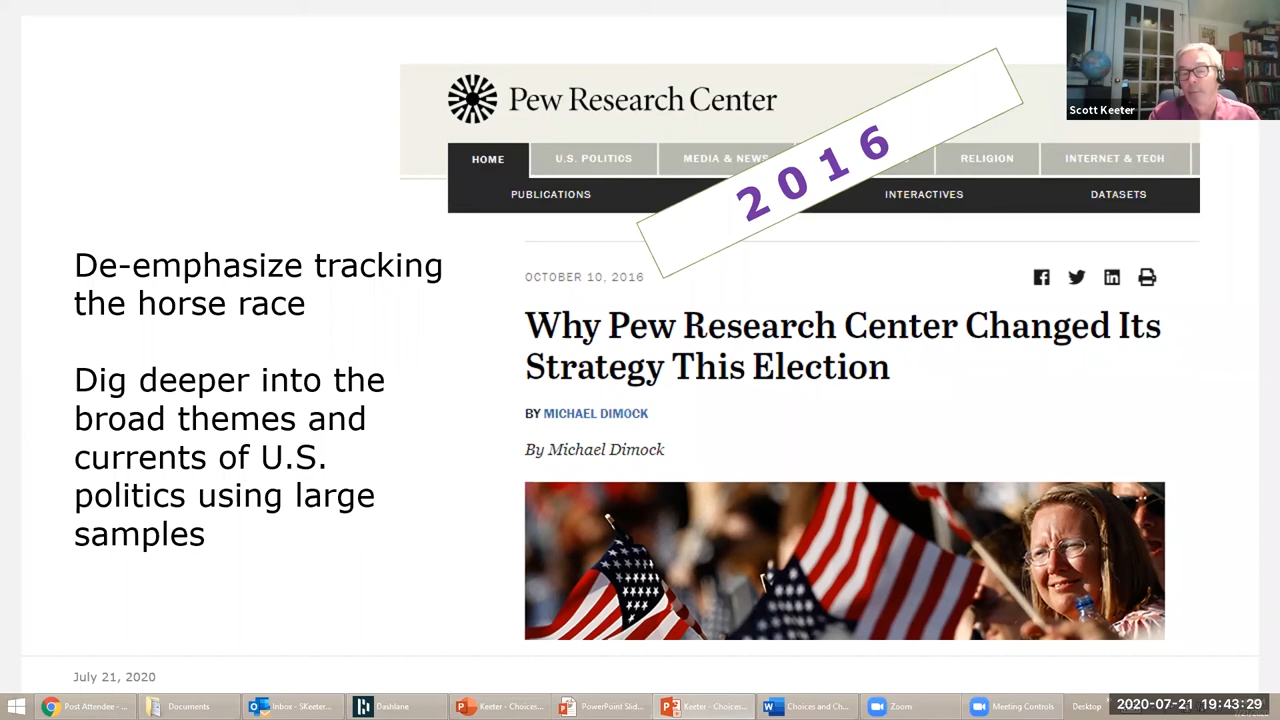 Scott Keeter
Pew Research Center
2016
HOME
U.S. POLITICS
MEDIA & NEWS
RELIGION
INTERNET & TECH
PUBLICATIONS
INTERACTIVES
DATASETS
De-emphasize tracking
the horse race
Dig deeper into the
broad themes and
currents of U.S.
politics using large
samples
OCTOBER 10, 2016
Why Pew Research Center Changed Its
Strategy This Election
BY MICHAEL DIMOCK
By Michael Dimock
July 21, 2020
Post Attendee - ...
Documents
Inbox - SKeeter...
Dashlane
Keeter - Choices...
PowerPoint Slid...
Keeter - Choices...
Choices and Ch...
Zoom
Meeting Controls
Desktop
2020-07-21 19:43:29